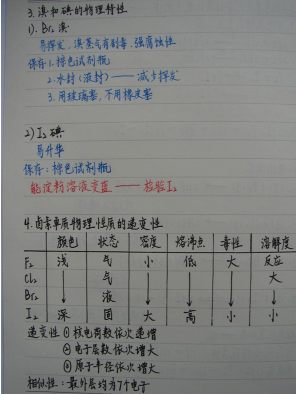 3. 溴和碘的物理特性
1). Br₂ 溴
易挥发, 溴蒸气有剧毒、强腐蚀性
保存: 1. 棕色试剂瓶
2. 水封(液封) —— 减少挥发
3. 用玻璃塞, 不用橡皮塞
2) I₂ 碘
易升华
保存: 棕色试剂瓶
能淀粉溶液变蓝 —— 检验I₂
4. 卤素单质物理性质的递变性
颜色 状态 密度 熔沸点 毒性 溶解度
F₂ 浅 气 小 低 大 反应
Cl₂ ↓ 气 ↓ ↓ ↓ 大
Br₂ ↓ 液 ↓ ↓ ↓ ↓
I₂ 深 固 大 高 小 小
递变性 ① 核电荷数依次递增
② 电子层数依次增大
③ 原子半径依次增大
相似性: 最外层均为7个电子